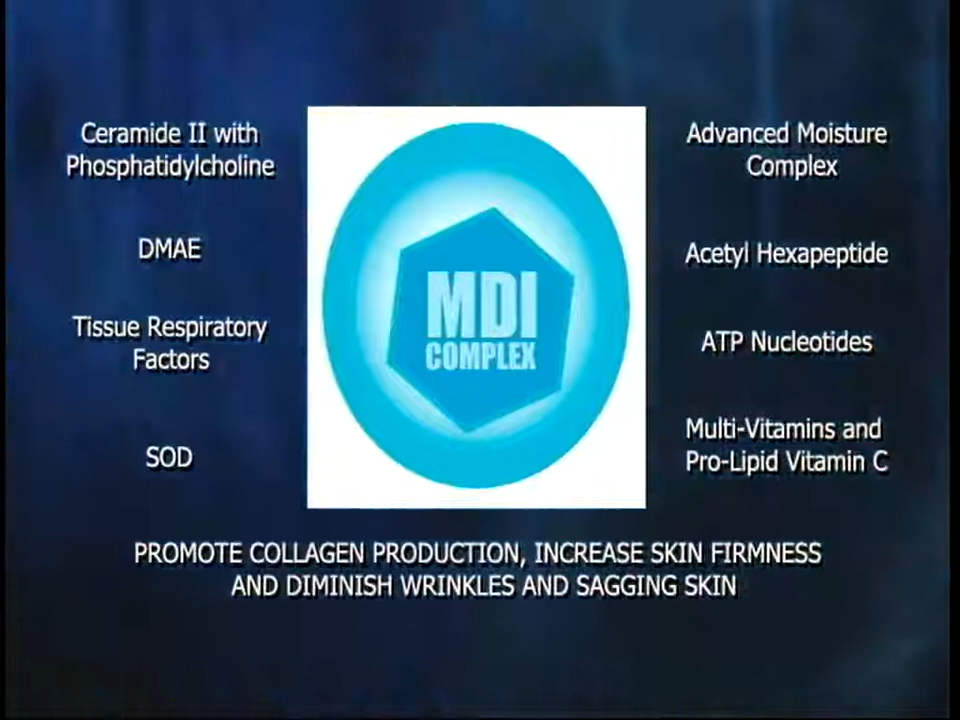 Ceramide II with
Phosphatidylcholine
DMAE
Tissue Respiratory
Factors
SOD
MDI
COMPLEX
Advanced Moisture
Complex
Acetyl Hexapeptide
ATP Nucleotides
Multi-Vitamins and
Pro-Lipid Vitamin C
PROMOTE COLLAGEN PRODUCTION, INCREASE SKIN FIRMNESS
AND DIMINISH WRINKLES AND SAGGING SKIN